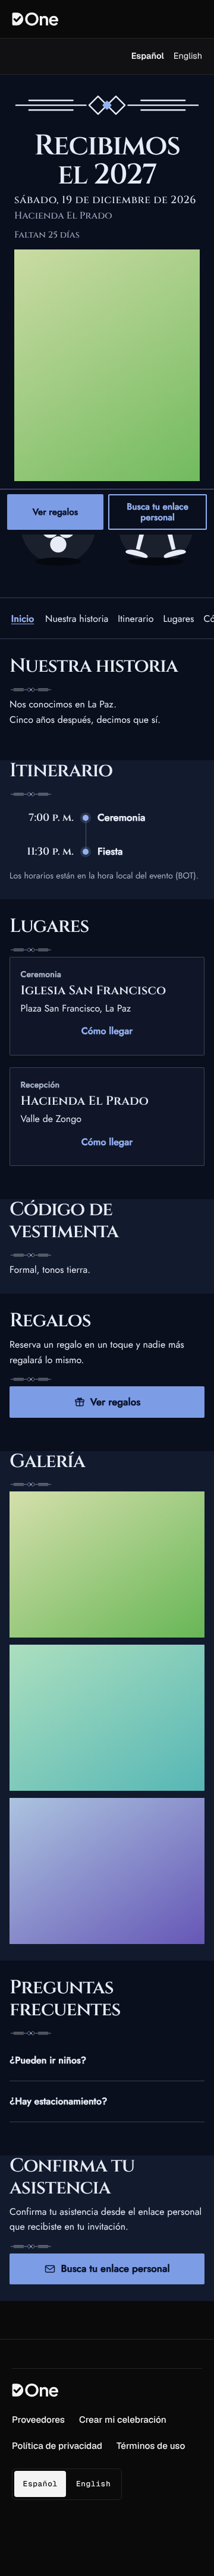 DOne
Español English
Recibimos
el 2027
sábado, 19 de diciembre de 2026
Hacienda El Prado
Faltan 25 días
Ver regalos
Busca tu enlace
personal
Inicio Nuestra historia Itinerario Lugares Có
Nuestra historia
Nos conocimos en La Paz.
Cinco años después, decimos que sí.
Itinerario
7:00 p. m. Ceremonia
11:30 p. m. Fiesta
Los horarios están en la hora local del evento (BOT).
Lugares
Ceremonia
Iglesia San Francisco
Plaza San Francisco, La Paz
Cómo llegar
Recepción
Hacienda El Prado
Valle de Zongo
Cómo llegar
Código de
vestimenta
Formal, tonos tierra.
Regalos
Reserva un regalo en un toque y nadie más
regalará lo mismo.
Ver regalos
Galería
Preguntas
frecuentes
¿Pueden ir niños?
¿Hay estacionamiento?
Confirma tu
asistencia
Confirma tu asistencia desde el enlace personal
que recibiste en tu invitación.
Busca tu enlace personal
DOne
Proveedores Crear mi celebración
Política de privacidad Términos de uso
Español English